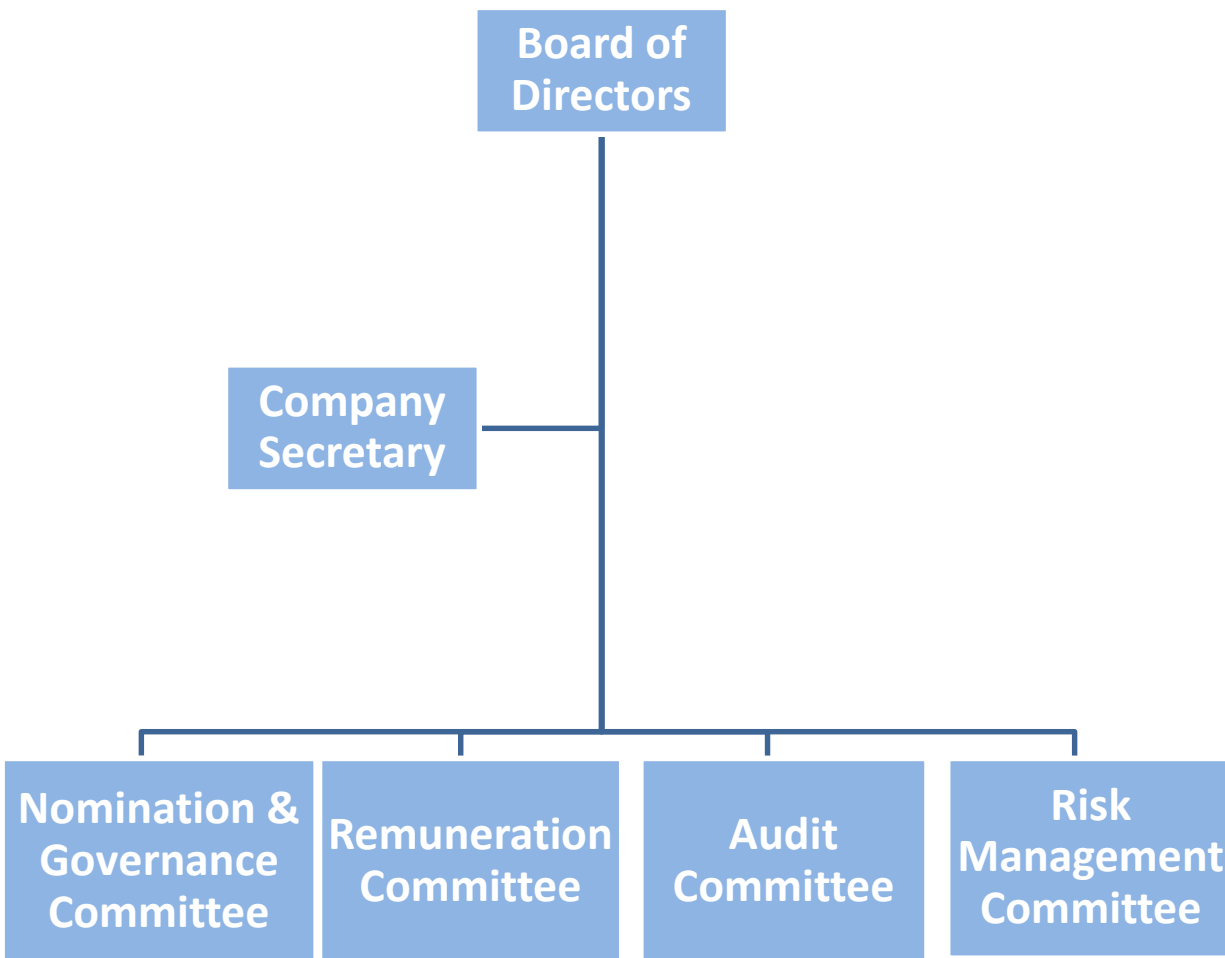 Board of
Directors
Company
Secretary
Nomination &
Governance
Committee
Remuneration
Committee
Audit
Committee
Risk
Management
Committee